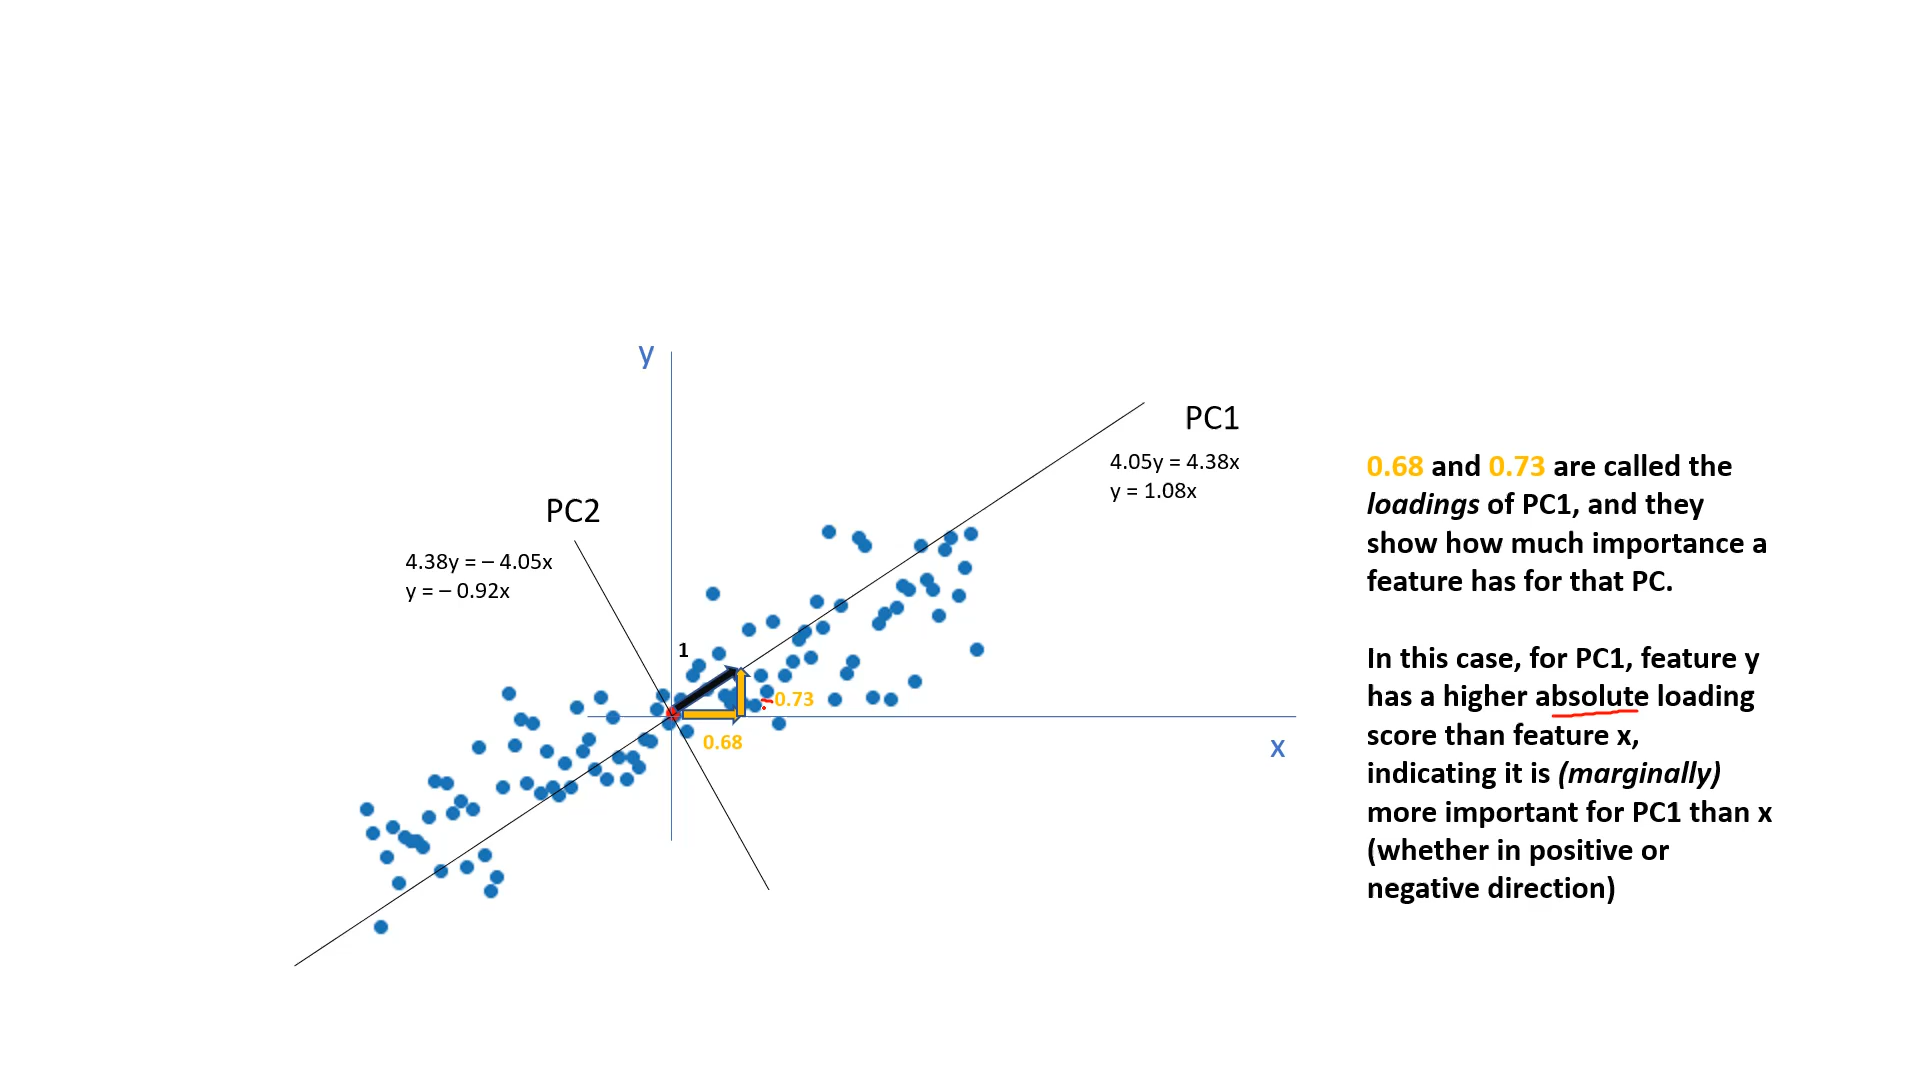 y
PC1
4.05y = 4.38x
y = 1.08x
PC2
4.38y = – 4.05x
y = – 0.92x
1
0.73
0.68
x
0.68 and 0.73 are called the
loadings of PC1, and they
show how much importance a
feature has for that PC.
In this case, for PC1, feature y
has a higher absolute loading
score than feature x,
indicating it is (marginally)
more important for PC1 than x
(whether in positive or
negative direction)